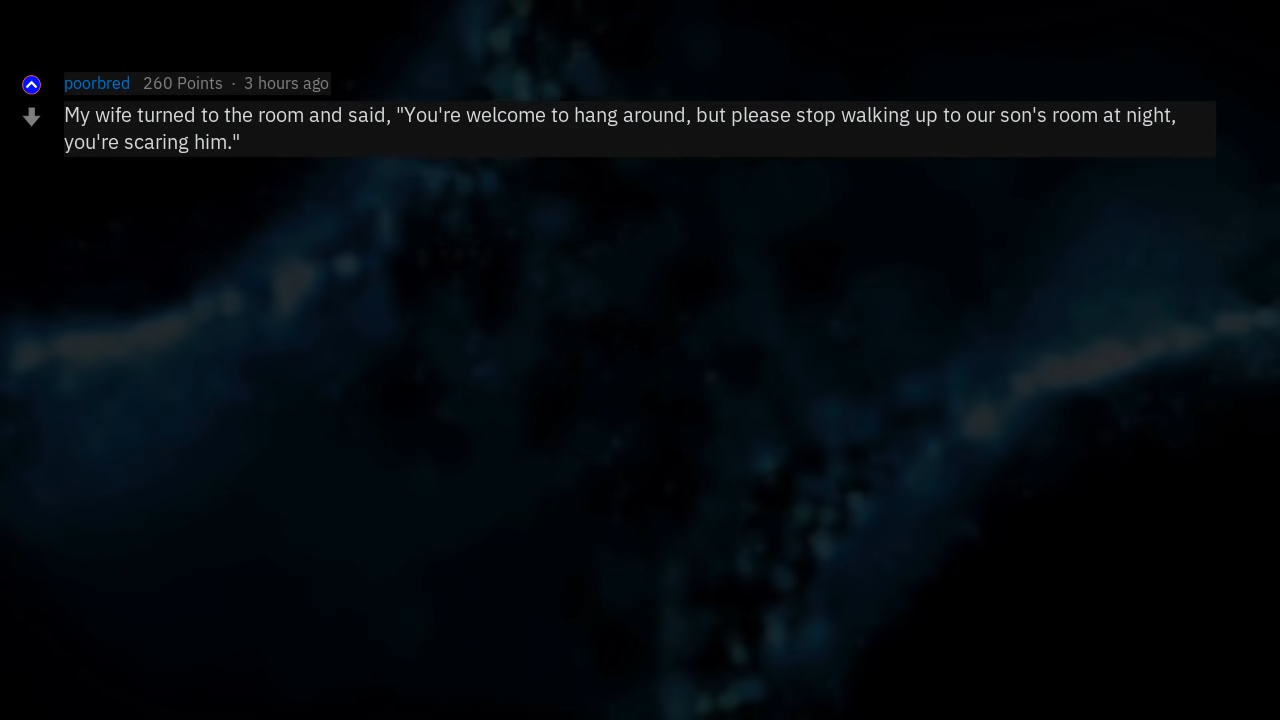 poorbred 260 Points · 3 hours ago
My wife turned to the room and said, "You're welcome to hang around, but please stop walking up to our son's room at night,
you're scaring him."